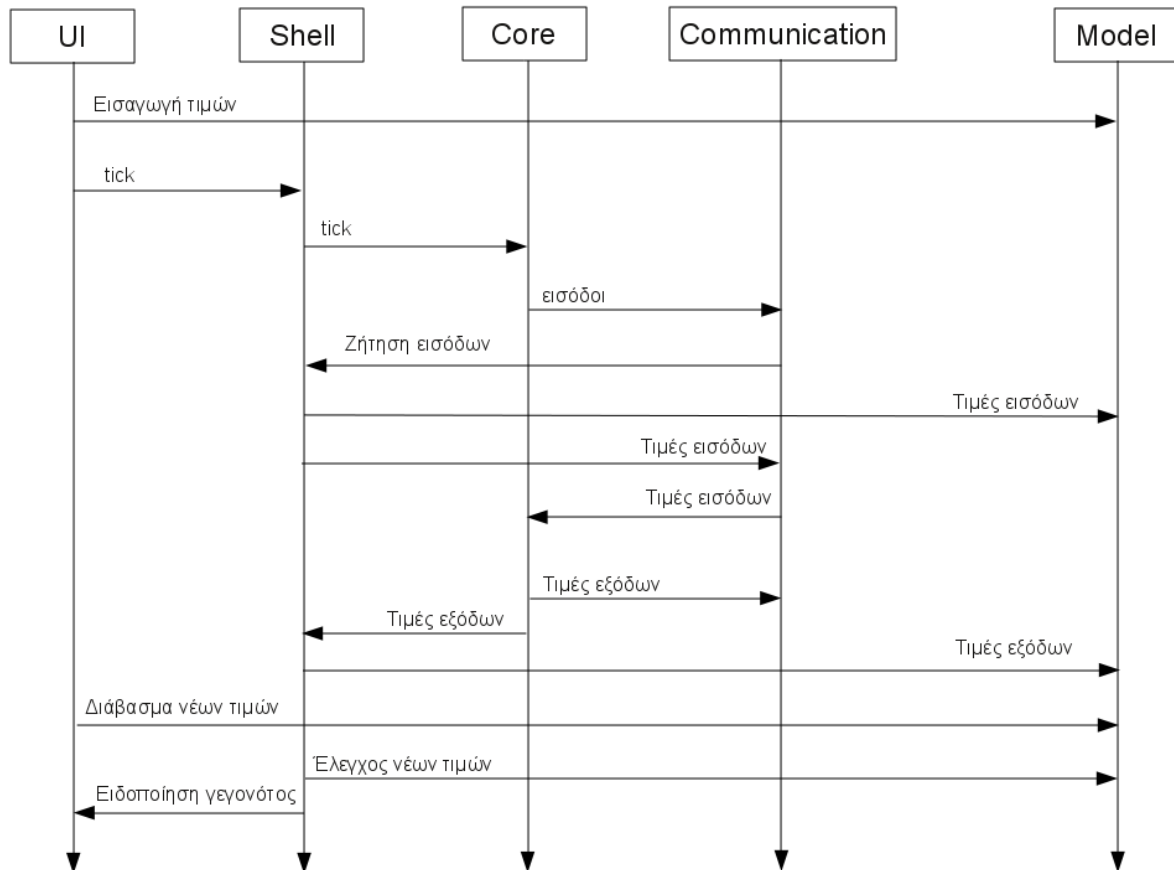 UI
Shell
Core
Communication
Model
Εισαγωγή τιμών
tick
tick
εισόδοι
Ζήτηση εισόδων
Τιμές εισόδων
Τιμές εισόδων
Τιμές εισόδων
Τιμές εξόδων
Τιμές εξόδων
Τιμές εξόδων
Διάβασμα νέων τιμών
Έλεγχος νέων τιμών
Ειδοποίηση γεγονότος